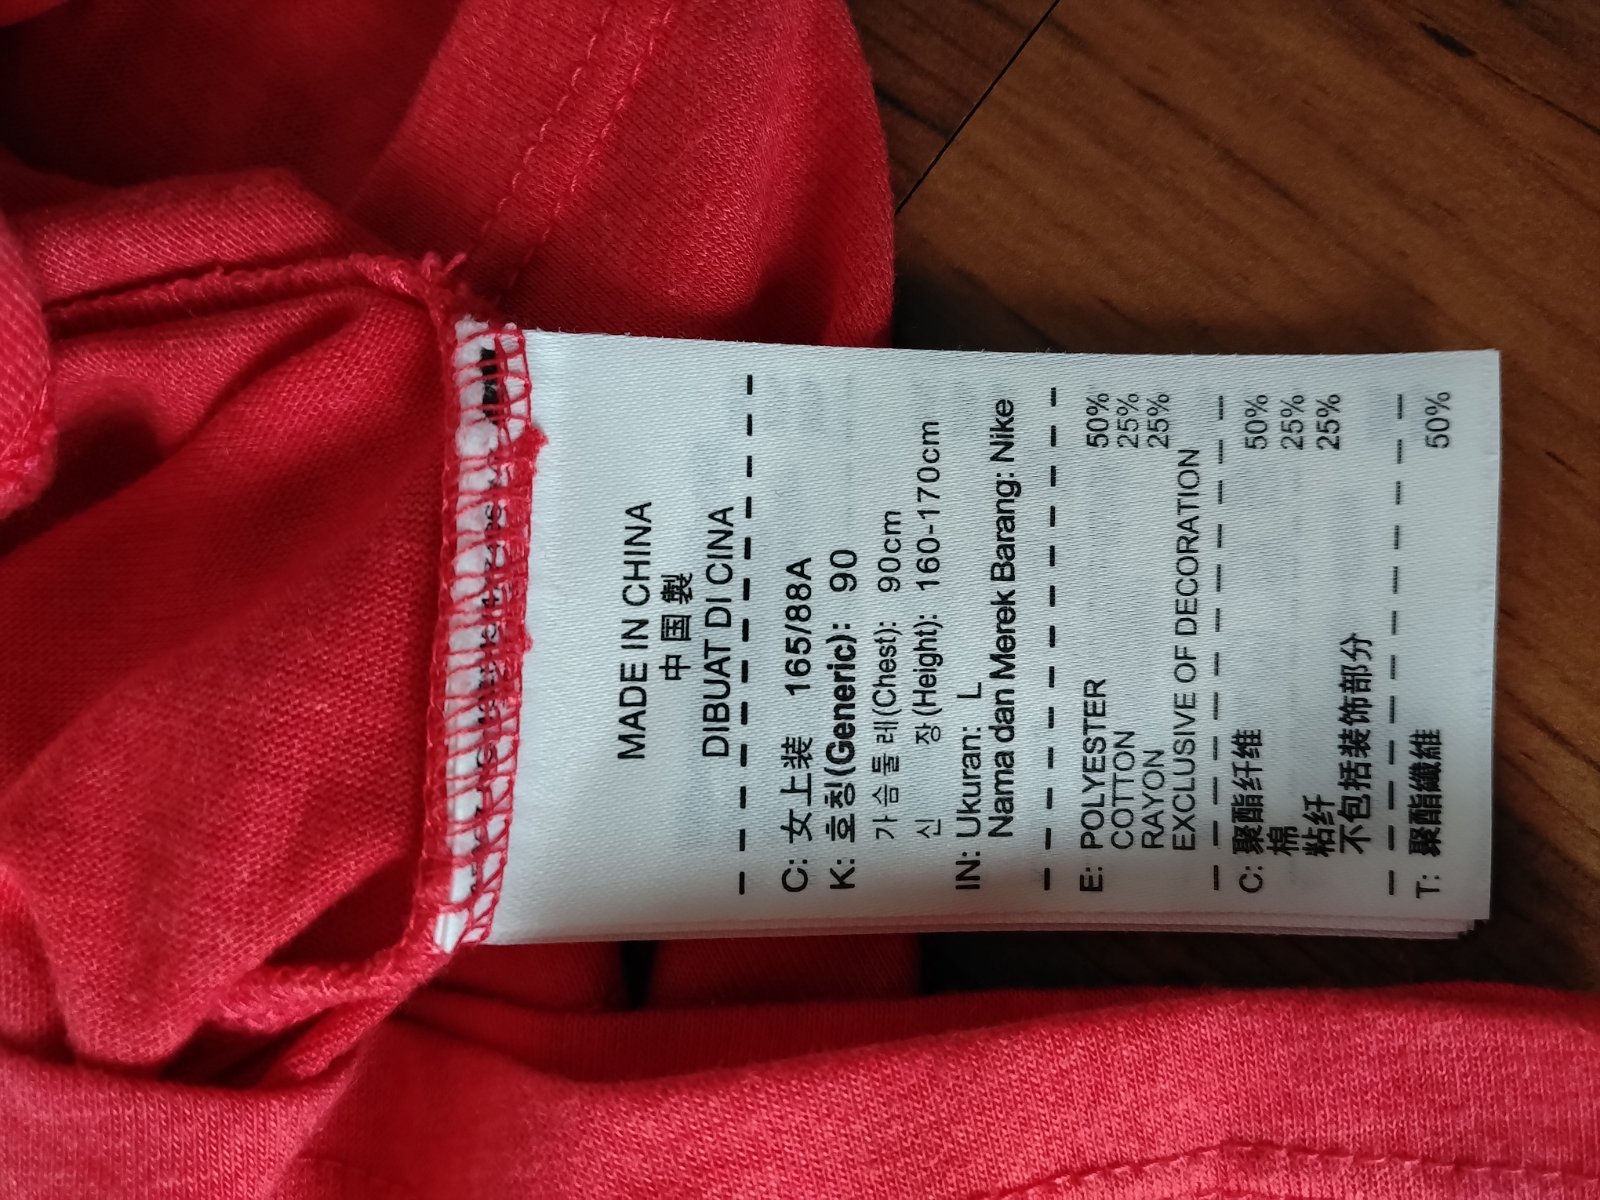 MADE IN CHINA
中国製
DIBUAT DI CINA
C: 女上装 165/88A
K: 호칭(Generic): 90
가슴둘레(Chest): 90cm
신 장(Height): 160-170cm
IN: Ukuran: L
Nama dan Merek Barang: Nike
E: POLYESTER 50%
COTTON 25%
RAYON 25%
EXCLUSIVE OF DECORATION
C: 聚酯纤维 50%
棉 25%
粘纤 25%
不包括装饰部分
T: 聚酯纖維 50%